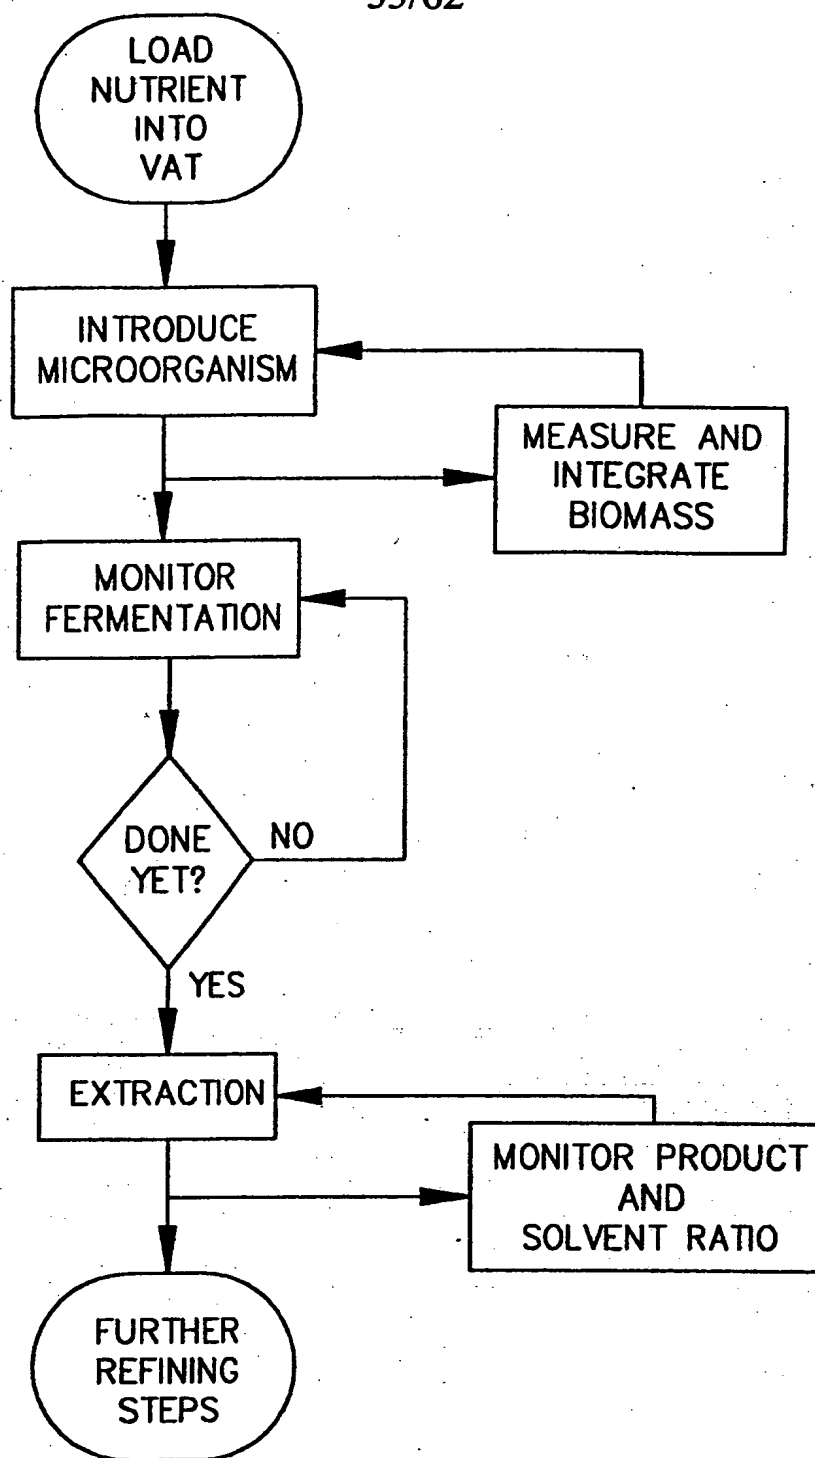 LOAD
NUTRIENT
INTO
VAT
INTRODUCE
MICROORGANISM
MEASURE AND
INTEGRATE
BIOMASS
MONITOR
FERMENTATION
DONE
YET?
NO
YES
EXTRACTION
MONITOR PRODUCT
AND
SOLVENT RATIO
FURTHER
REFINING
STEPS